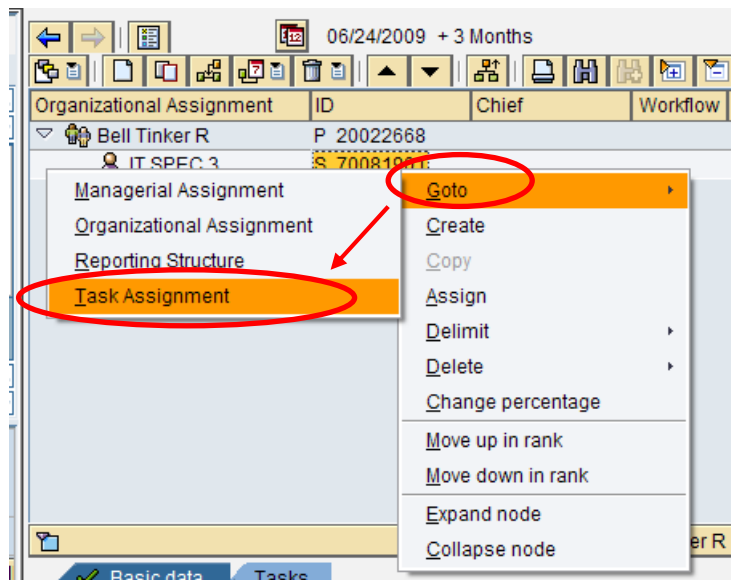 06/24/2009 + 3 Months
Organizational Assignment ID Chief Workflow
Bell Tinker R P 20022668
IT SPEC 3 S 70081901
Managerial Assignment
Organizational Assignment
Reporting Structure
Task Assignment
Goto
Create
Copy
Assign
Delimit
Delete
Change percentage
Move up in rank
Move down in rank
Expand node
Collapse node
er R
Basic data Tasks